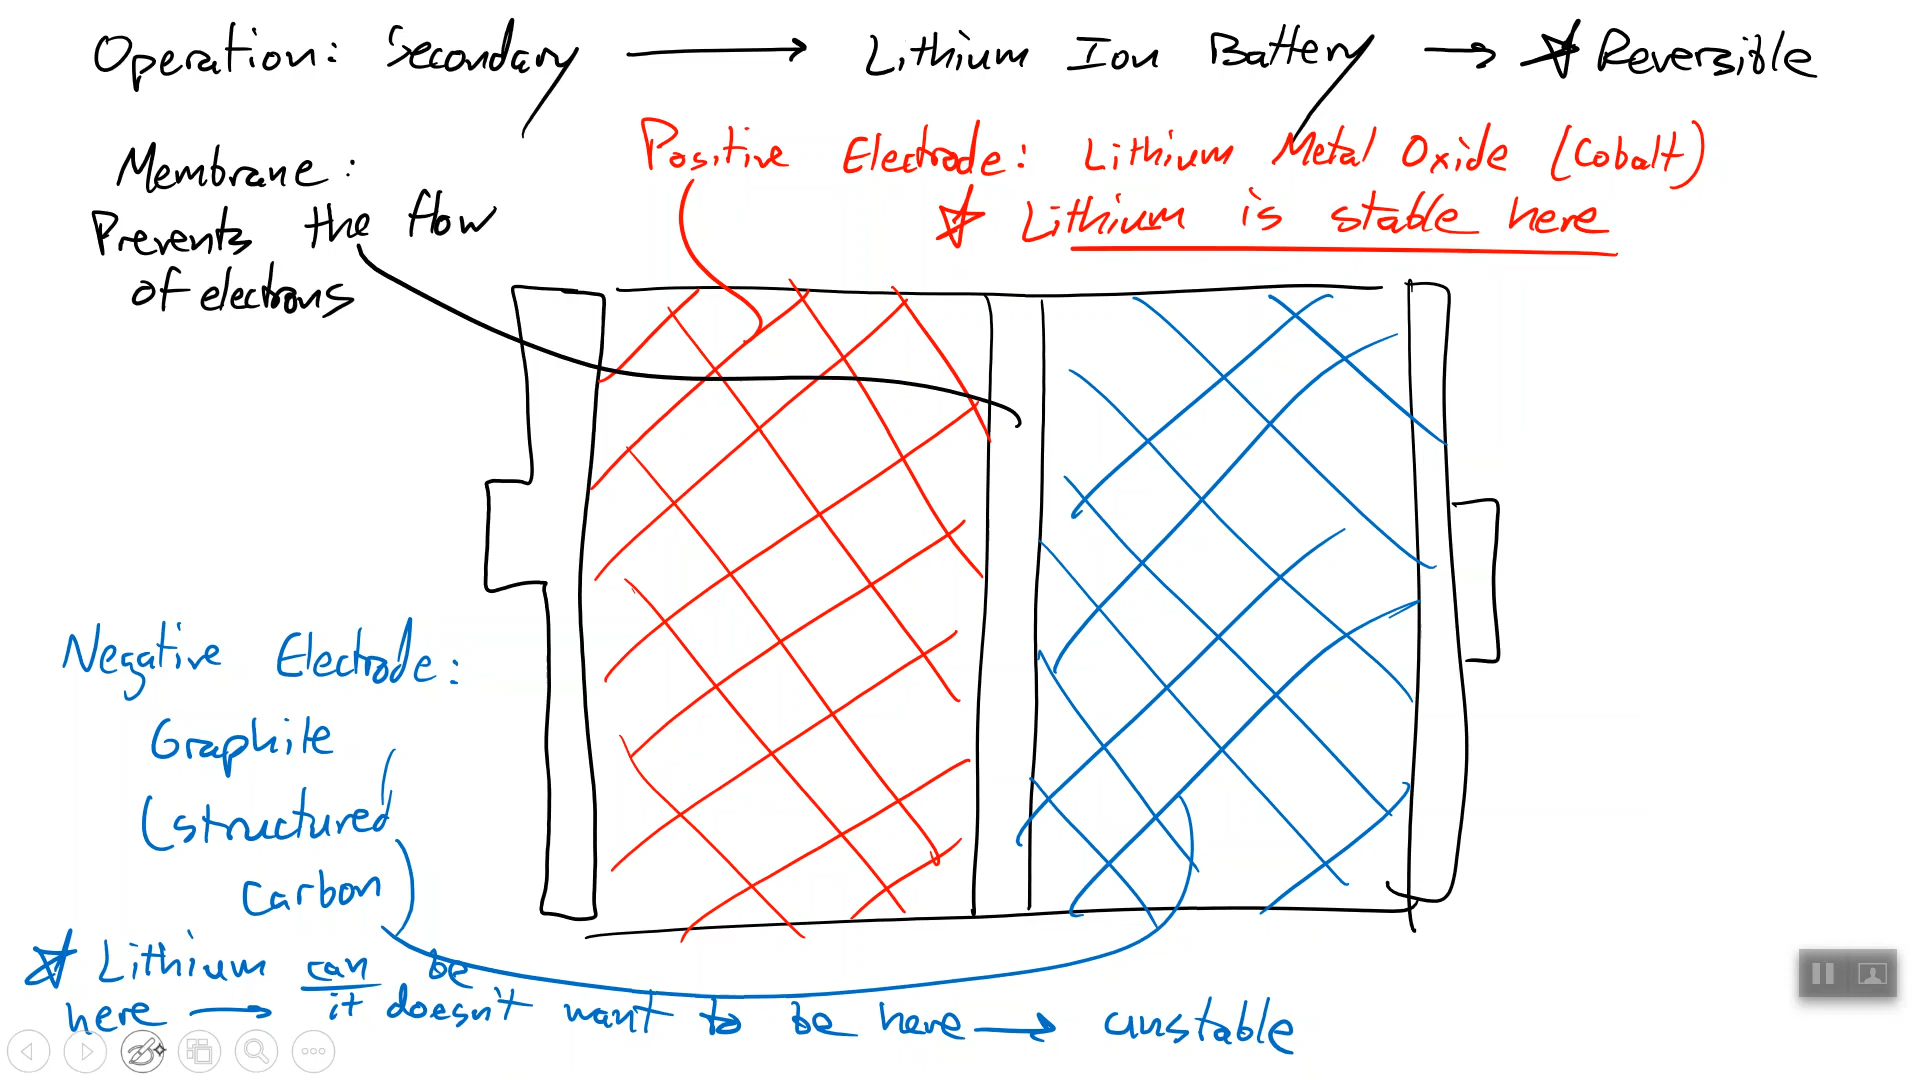 Operation: Secondary → Lithium Ion Battery → ☆ Reversible
Membrane:
Prevents the flow
of electrons
Positive Electrode: Lithium Metal Oxide (Cobalt)
☆ Lithium is stable here
Negative Electrode:
Graphite
(structured
carbon
☆ Lithium can be
here → it doesn't want to be here → unstable